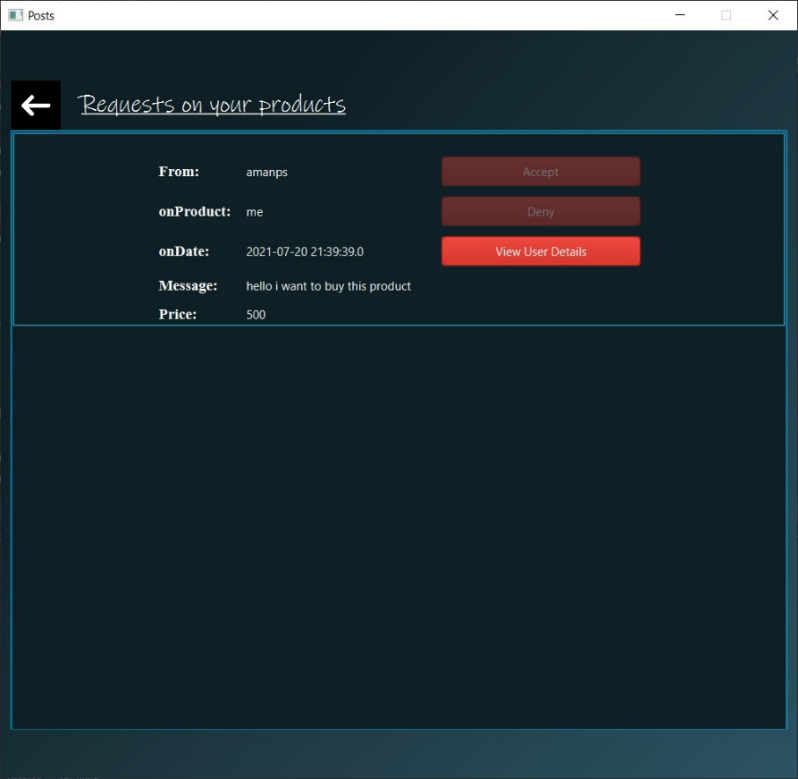 Posts
Requests on your products
From: amanps Accept
onProduct: me Deny
onDate: 2021-07-20 21:39:39.0 View User Details
Message: hello i want to buy this product
Price: 500